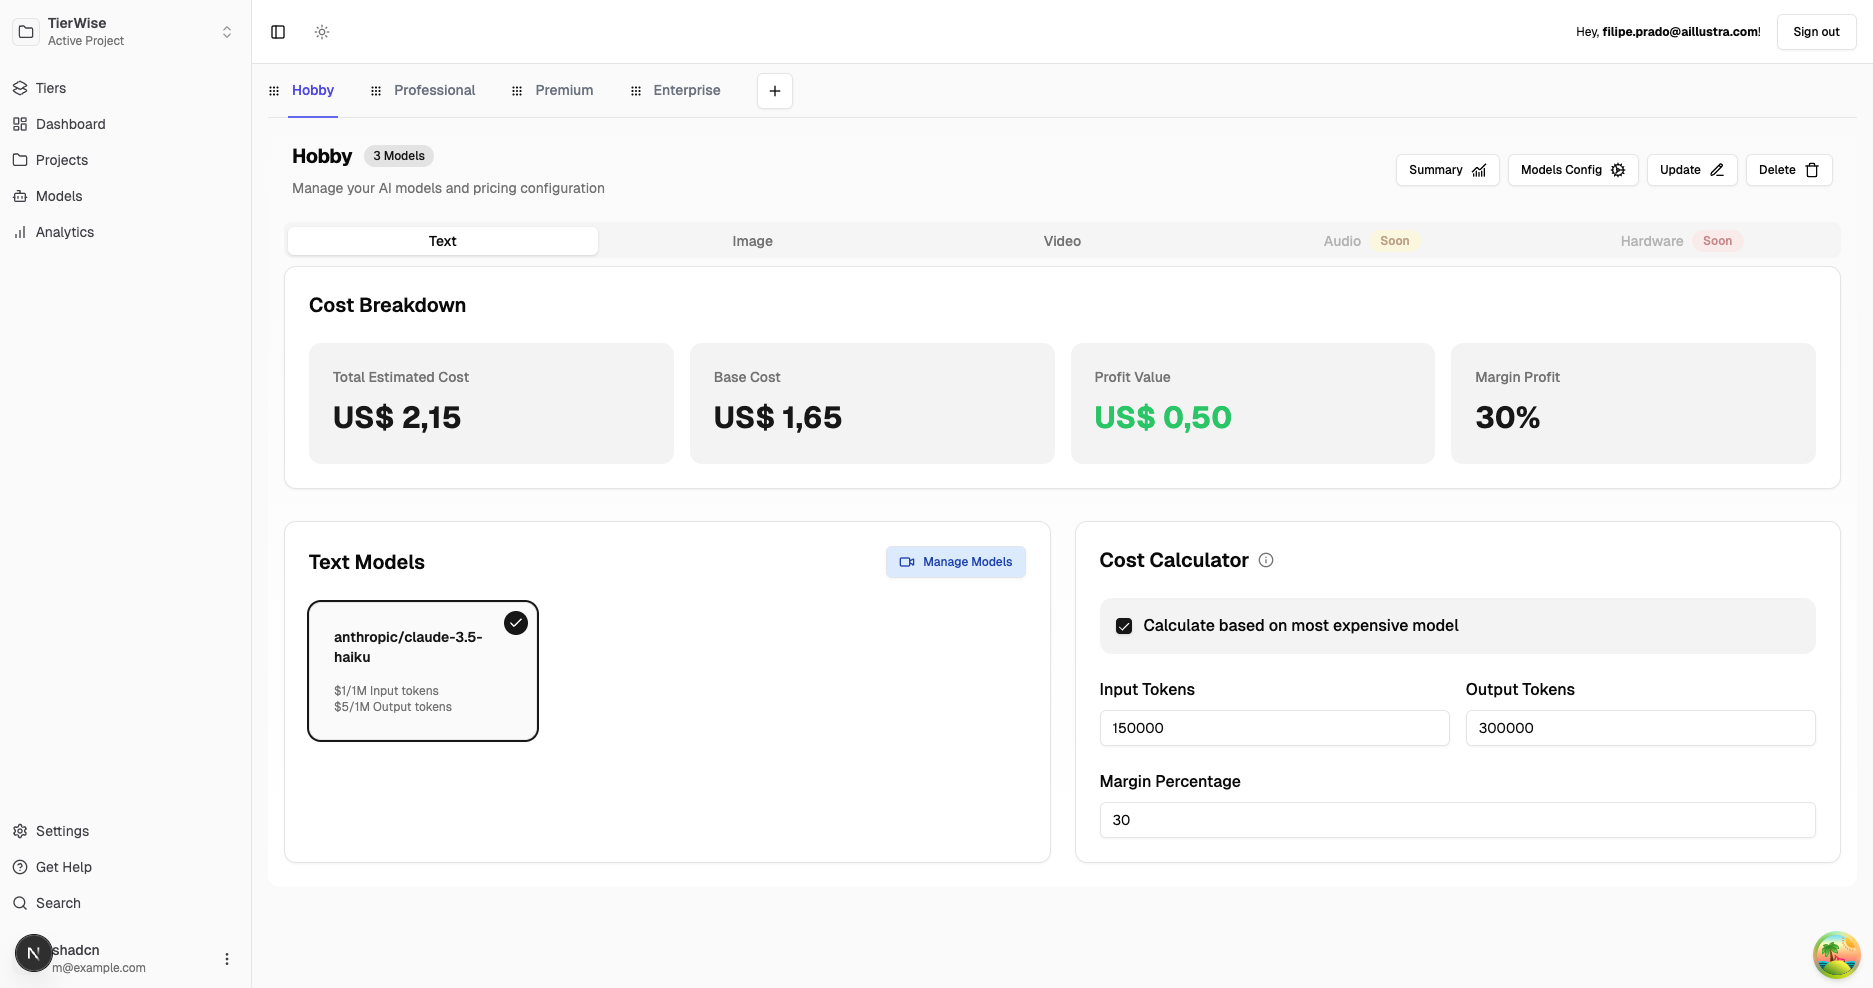 TierWise
Active Project
Tiers
Dashboard
Projects
Models
Analytics
Settings
Get Help
Search
N
shadcn
m@example.com
Hey, filipe.prado@aillustra.com!
Sign out
Hobby
Professional
Premium
Enterprise
+
Hobby 3 Models
Manage your AI models and pricing configuration
Summary
Models Config
Update
Delete
Text
Image
Video
Audio Soon
Hardware Soon
Cost Breakdown
Total Estimated Cost
US$ 2,15
Base Cost
US$ 1,65
Profit Value
US$ 0,50
Margin Profit
30%
Text Models
Manage Models
anthropic/claude-3.5-
haiku
$1/1M Input tokens
$5/1M Output tokens
Cost Calculator
Calculate based on most expensive model
Input Tokens
150000
Output Tokens
300000
Margin Percentage
30